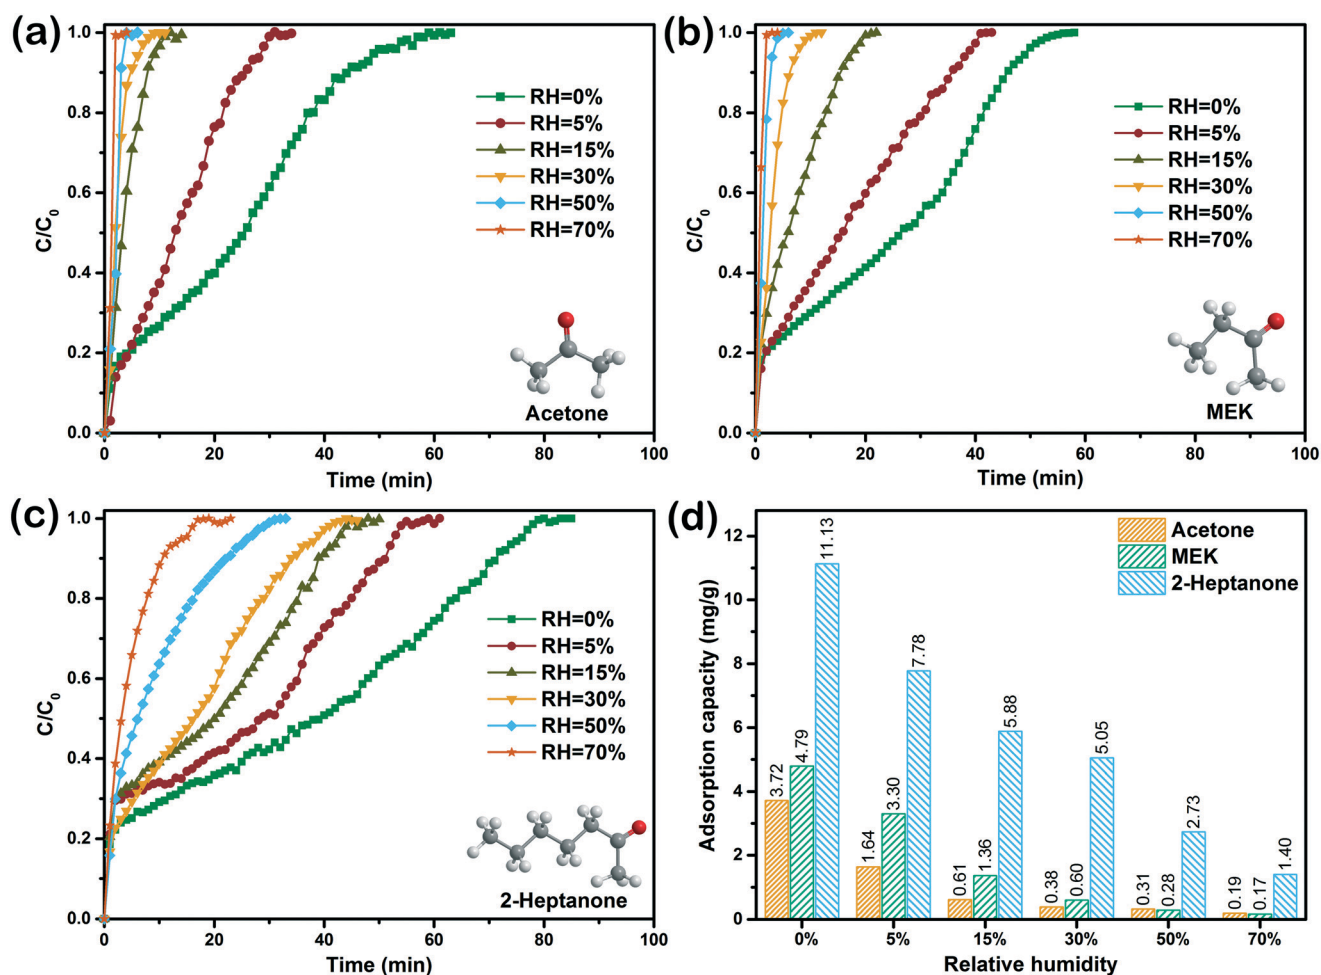 (a)
1.0
0.8
0.6
0.4
0.2
0.0
C/C0
RH=0%
RH=5%
RH=15%
RH=30%
RH=50%
RH=70%
Acetone
0 20 40 60 80 100
Time (min)
(b)
1.0
0.8
0.6
0.4
0.2
0.0
C/C0
RH=0%
RH=5%
RH=15%
RH=30%
RH=50%
RH=70%
MEK
0 20 40 60 80 100
Time (min)
(c)
1.0
0.8
0.6
0.4
0.2
0.0
C/C0
RH=0%
RH=5%
RH=15%
RH=30%
RH=50%
RH=70%
2-Heptanone
0 20 40 60 80 100
Time (min)
(d)
12
10
8
6
4
2
0
Adsorption capacity (mg/g)
Acetone
MEK
2-Heptanone
3.72 4.79 11.13
1.64 3.30 7.78
0.61 1.36 5.88
0.38 0.60 5.05
0.31 0.28 2.73
0.19 0.17 1.40
0% 5% 15% 30% 50% 70%
Relative humidity